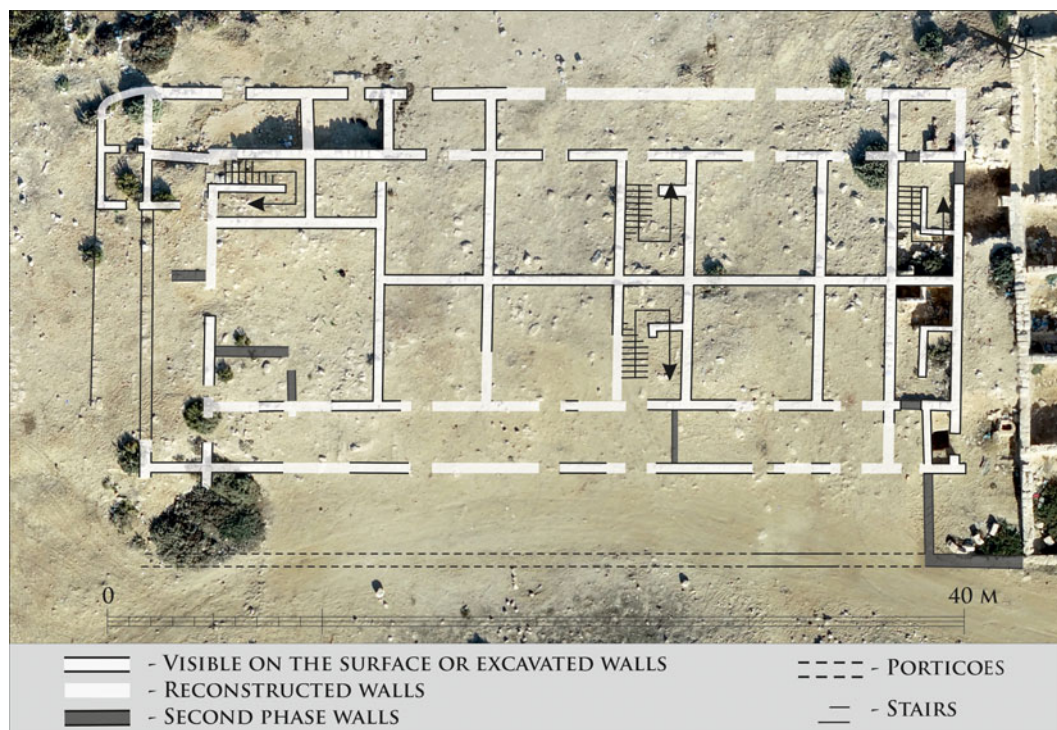 0 40 M
- VISIBLE ON THE SURFACE OR EXCAVATED WALLS
- RECONSTRUCTED WALLS
- SECOND PHASE WALLS
- PORTICOES
- STAIRS